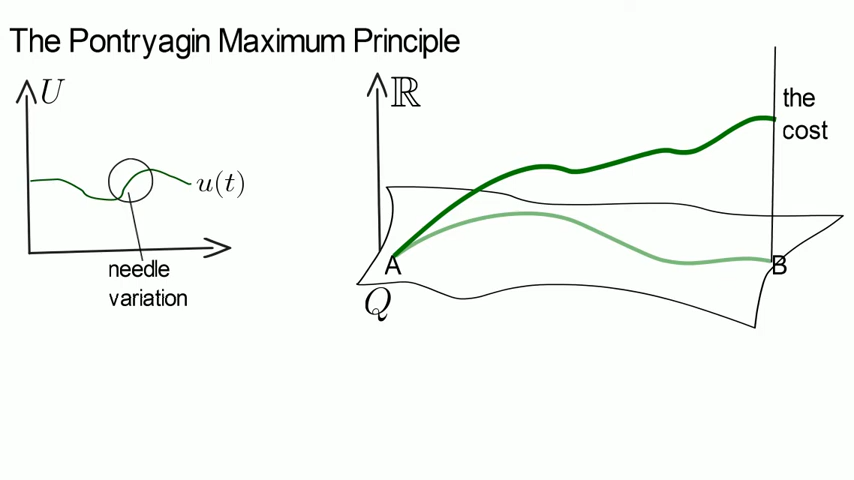 The Pontryagin Maximum Principle
U
u(t)
needle
variation
ℝ
the
cost
A
B
Q